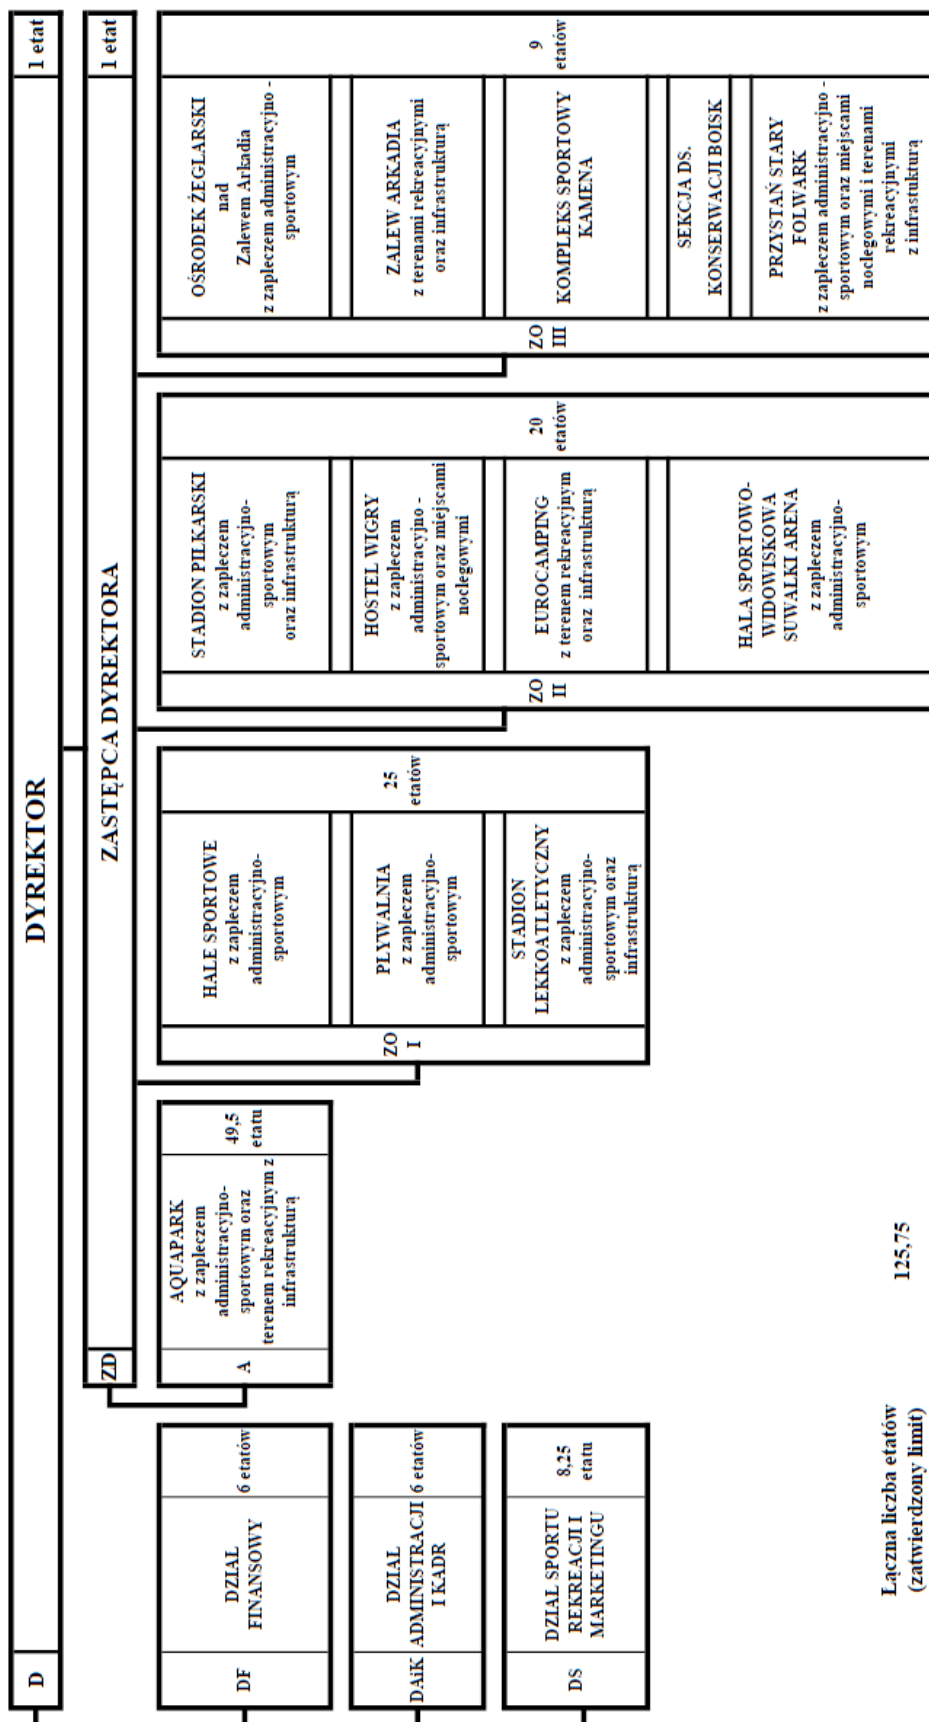 D
DYREKTOR
1 etat
ZD
ZASTĘPCA DYREKTORA
1 etat
DF
DZIAŁ
FINANSOWY
6 etatów
DAiK
DZIAŁ
ADMINISTRACJI
I KADR
6 etatów
DS
DZIAŁ SPORTU
REKREACJI I
MARKETINGU
8,25
etatu
A
AQUAPARK
z zapleczem
administracyjno-
sportowym oraz
terenem rekreacyjnym z
infrastrukturą
49,5
etatu
ZO
I
HALE SPORTOWE
z zapleczem
administracyjno-
sportowym
PŁYWALNIA
z zapleczem
administracyjno-
sportowym
STADION
LEKKOATLETYCZNY
z zapleczem
administracyjno-
sportowym oraz
infrastrukturą
25
etatów
ZO
II
STADION PIŁKARSKI
z zapleczem
administracyjno-
sportowym
oraz infrastrukturą
HOSTEL WIGRY
z zapleczem
administracyjno -
sportowym oraz miejscami
noclegowymi
EUROCAMPING
z terenem rekreacyjnym
oraz infrastrukturą
HALA SPORTOWO-
WIDOWISKOWA
SUWAŁKI ARENA
z zapleczem
administracyjno-
sportowym
20
etatów
ZO
III
OŚRODEK ŻEGLARSKI
nad
Zalewem Arkadia
z zapleczem administracyjno -
sportowym
ZALEW ARKADIA
z terenami rekreacyjnymi
oraz infrastrukturą
KOMPLEKS SPORTOWY
KAMENA
SEKCJA DS.
KONSERWACJI BOISK
PRZYSTAŃ STARY
FOLWARK
z zapleczem administracyjno -
sportowym oraz miejscami
noclegowymi i terenami
rekreacyjnymi
z infrastukturą
9
etatów
Łączna liczba etatów
(zatwierdzony limit)
125,75